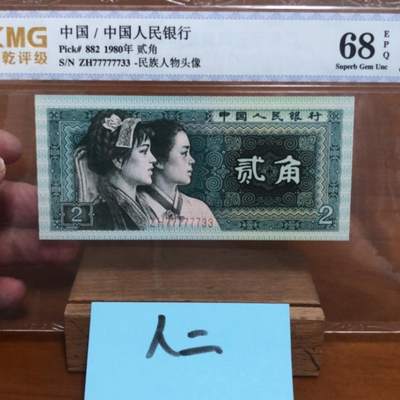 KMG
乾评级
中国 / 中国人民银行
Pick# 882 1980年 贰角
S/N ZH77777733 -民族人物头像
68
EPQ
Superb Gem Unc
中国人民银行
贰角
2
ZH77777733
2
人二